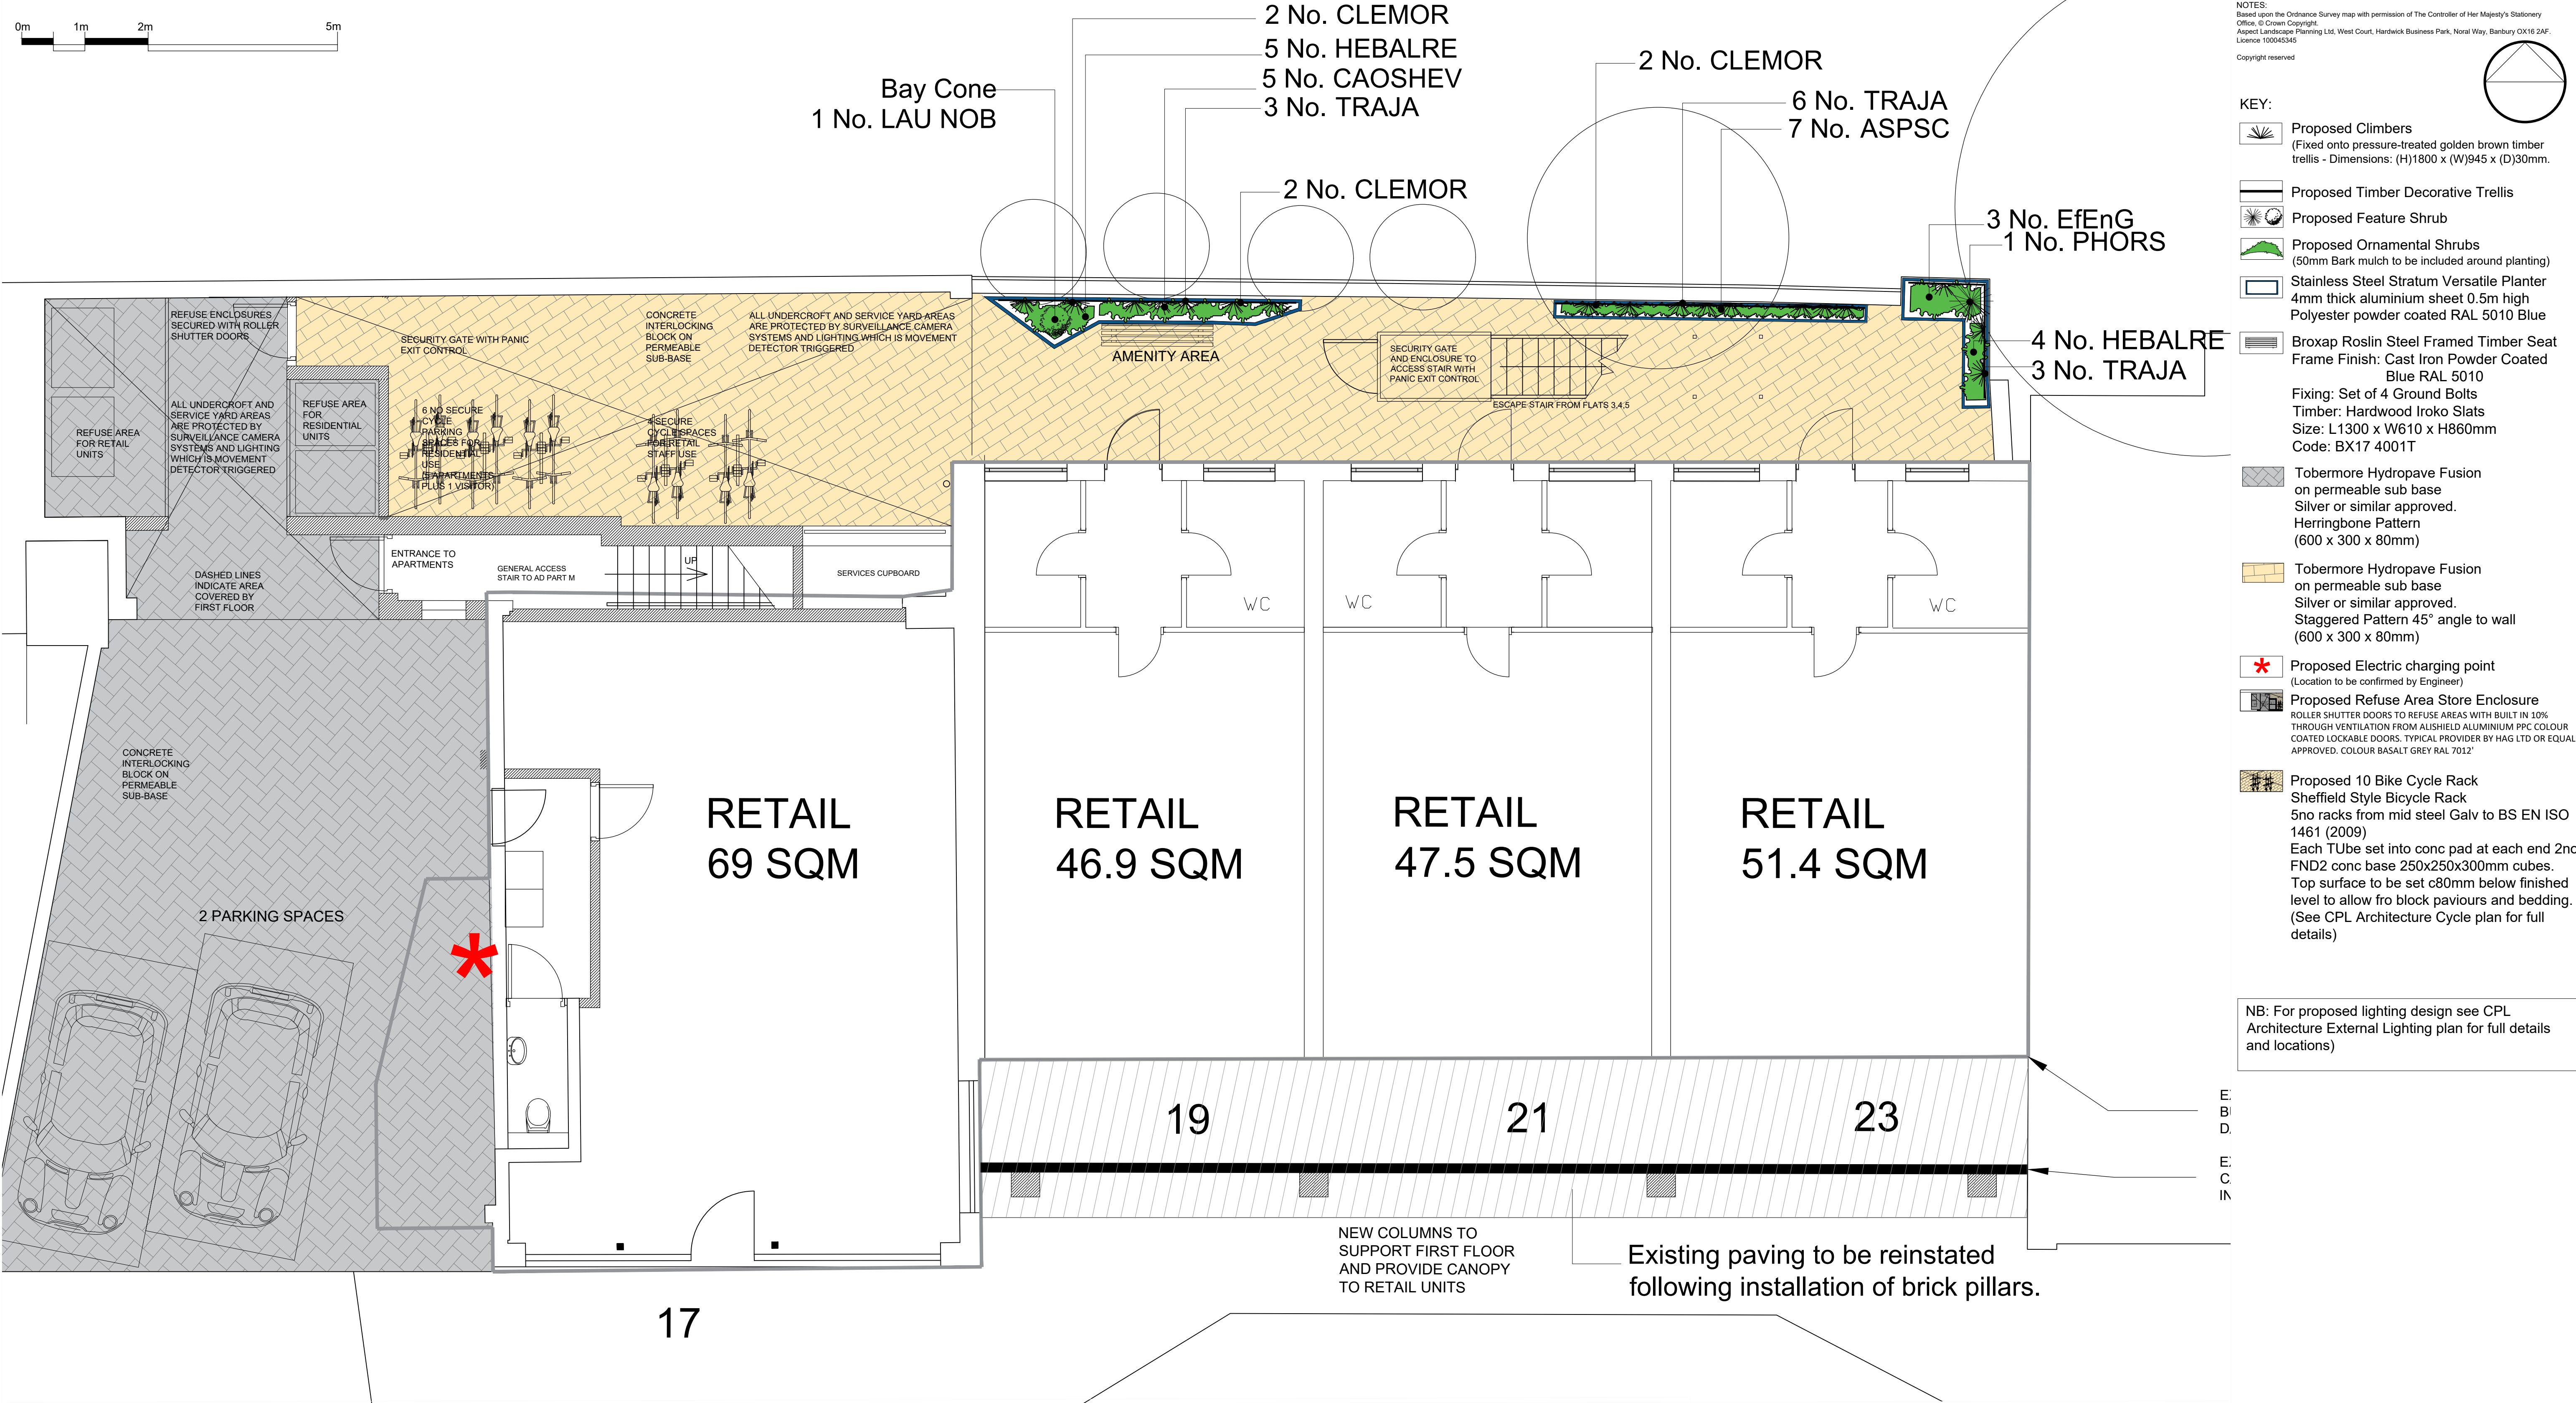 0m 1m 2m 5m
2 No. CLEMOR
5 No. HEBALRE
5 No. CAOSHEV
3 No. TRAJA
Bay Cone
1 No. LAU NOB
2 No. CLEMOR
2 No. CLEMOR
6 No. TRAJA
7 No. ASPSC
3 No. EfEnG
1 No. PHORS
4 No. HEBALRE
3 No. TRAJA
REFUSE ENCLOSURES
SECURED WITH ROLLER
SHUTTER DOORS
SECURITY GATE WITH PANIC
EXIT CONTROL
CONCRETE
INTERLOCKING
BLOCK ON
PERMEABLE
SUB-BASE
ALL UNDERCROFT AND SERVICE YARD AREAS
ARE PROTECTED BY SURVEILLANCE CAMERA
SYSTEMS AND LIGHTING WHICH IS MOVEMENT
DETECTOR TRIGGERED
AMENITY AREA
SECURITY GATE
AND ENCLOSURE TO
ACCESS STAIR WITH
PANIC EXIT CONTROL
ESCAPE STAIR FROM FLATS 3,4,5
REFUSE AREA
FOR RETAIL
UNITS
ALL UNDERCROFT AND
SERVICE YARD AREAS
ARE PROTECTED BY
SURVEILLANCE CAMERA
SYSTEMS AND LIGHTING
WHICH IS MOVEMENT
DETECTOR TRIGGERED
REFUSE AREA
FOR
RESIDENTIAL
UNITS
6 NO SECURE
CYCLE
PARKING
SPACES FOR
RESIDENTIAL
USE
(5 APARTMENTS
PLUS 1 VISITOR)
4 SECURE
CYCLE SPACES
FOR RETAIL
STAFF USE
DASHED LINES
INDICATE AREA
COVERED BY
FIRST FLOOR
ENTRANCE TO
APARTMENTS
GENERAL ACCESS
STAIR TO AD PART M
UP
SERVICES CUPBOARD
WC
WC
WC
CONCRETE
INTERLOCKING
BLOCK ON
PERMEABLE
SUB-BASE
2 PARKING SPACES
RETAIL
69 SQM
RETAIL
46.9 SQM
RETAIL
47.5 SQM
RETAIL
51.4 SQM
19
21
23
17
NEW COLUMNS TO
SUPPORT FIRST FLOOR
AND PROVIDE CANOPY
TO RETAIL UNITS
Existing paving to be reinstated
following installation of brick pillars.
NOTES:
Based upon the Ordnance Survey map with permission of The Controller of Her Majesty's Stationery
Office, © Crown Copyright.
Aspect Landscape Planning Ltd, West Court, Hardwick Business Park, Noral Way, Banbury OX16 2AF.
Licence 100045345
Copyright reserved
KEY:
Proposed Climbers
(Fixed onto pressure-treated golden brown timber
trellis - Dimensions: (H)1800 x (W)945 x (D)30mm.
Proposed Timber Decorative Trellis
Proposed Feature Shrub
Proposed Ornamental Shrubs
(50mm Bark mulch to be included around planting)
Stainless Steel Stratum Versatile Planter
4mm thick aluminium sheet 0.5m high
Polyester powder coated RAL 5010 Blue
Broxap Roslin Steel Framed Timber Seat
Frame Finish: Cast Iron Powder Coated
Blue RAL 5010
Fixing: Set of 4 Ground Bolts
Timber: Hardwood Iroko Slats
Size: L1300 x W610 x H860mm
Code: BX17 4001T
Tobermore Hydropave Fusion
on permeable sub base
Silver or similar approved.
Herringbone Pattern
(600 x 300 x 80mm)
Tobermore Hydropave Fusion
on permeable sub base
Silver or similar approved.
Staggered Pattern 45° angle to wall
(600 x 300 x 80mm)
Proposed Electric charging point
(Location to be confirmed by Engineer)
Proposed Refuse Area Store Enclosure
ROLLER SHUTTER DOORS TO REFUSE AREAS WITH BUILT IN 10%
THROUGH VENTILATION FROM ALISHIELD ALUMINIUM PPC COLOUR
COATED LOCKABLE DOORS. TYPICAL PROVIDER BY HAG LTD OR EQUAL
APPROVED. COLOUR BASALT GREY RAL 7012'
Proposed 10 Bike Cycle Rack
Sheffield Style Bicycle Rack
5no racks from mid steel Galv to BS EN ISO
1461 (2009)
Each TUbe set into conc pad at each end 2no
FND2 conc base 250x250x300mm cubes.
Top surface to be set c80mm below finished
level to allow fro block paviours and bedding.
(See CPL Architecture Cycle plan for full
details)
NB: For proposed lighting design see CPL
Architecture External Lighting plan for full details
and locations)